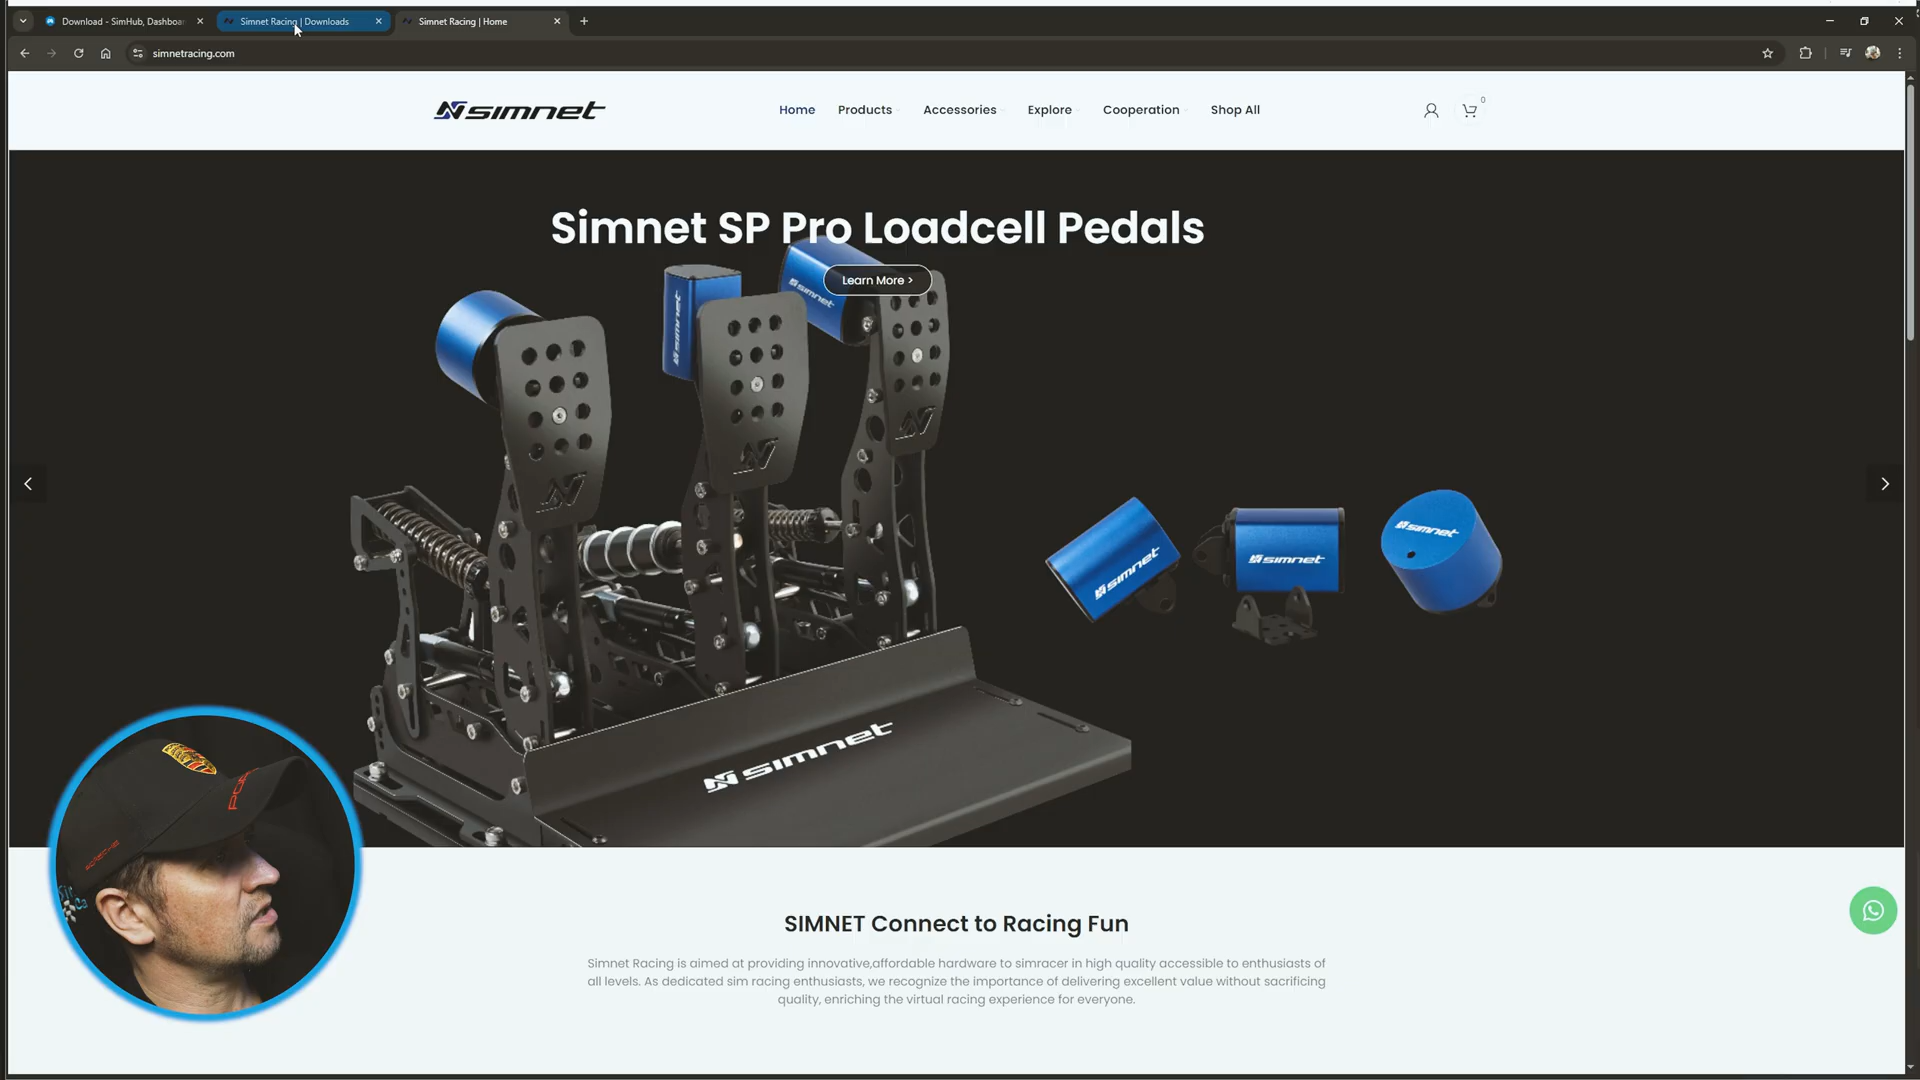 Download - SimHub, Dashboa
Simnet Racing | Downloads
Simnet Racing | Home
simnetracing.com
simnet
Home
Products
Accessories
Explore
Cooperation
Shop All
0
Simnet SP Pro Loadcell Pedals
Learn More >
simnet
simnet
simnet
simnet
simnet
simnet
SIMNET Connect to Racing Fun
Simnet Racing is aimed at providing innovative,affordable hardware to simracer in high quality accessible to enthusiasts of
all levels. As dedicated sim racing enthusiasts, we recognize the importance of delivering excellent value without sacrificing
quality, enriching the virtual racing experience for everyone.